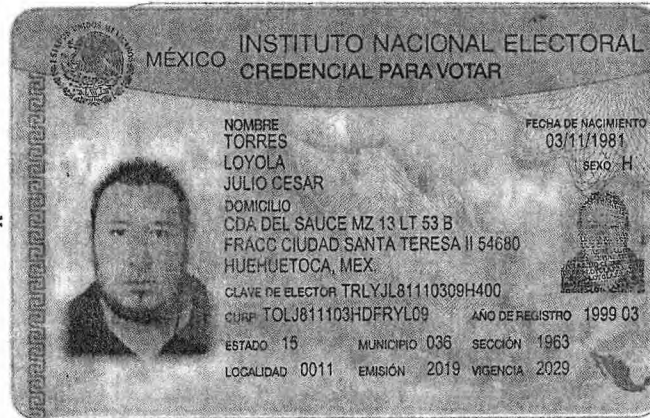 MÉXICO INSTITUTO NACIONAL ELECTORAL
CREDENCIAL PARA VOTAR
NOMBRE
TORRES
LOYOLA
JULIO CESAR
FECHA DE NACIMIENTO
03/11/1981
SEXO H
DOMICILIO
CDA DEL SAUCE MZ 13 LT 53 B
FRACC CIUDAD SANTA TERESA II 54680
HUEHUETOCA, MEX.
CLAVE DE ELECTOR TRLYJL81110309H400
CURP TOLJ811103HDFRYL09 AÑO DE REGISTRO 1999 03
ESTADO 15 MUNICIPIO 036 SECCIÓN 1963
LOCALIDAD 0011 EMISIÓN 2019 VIGENCIA 2029